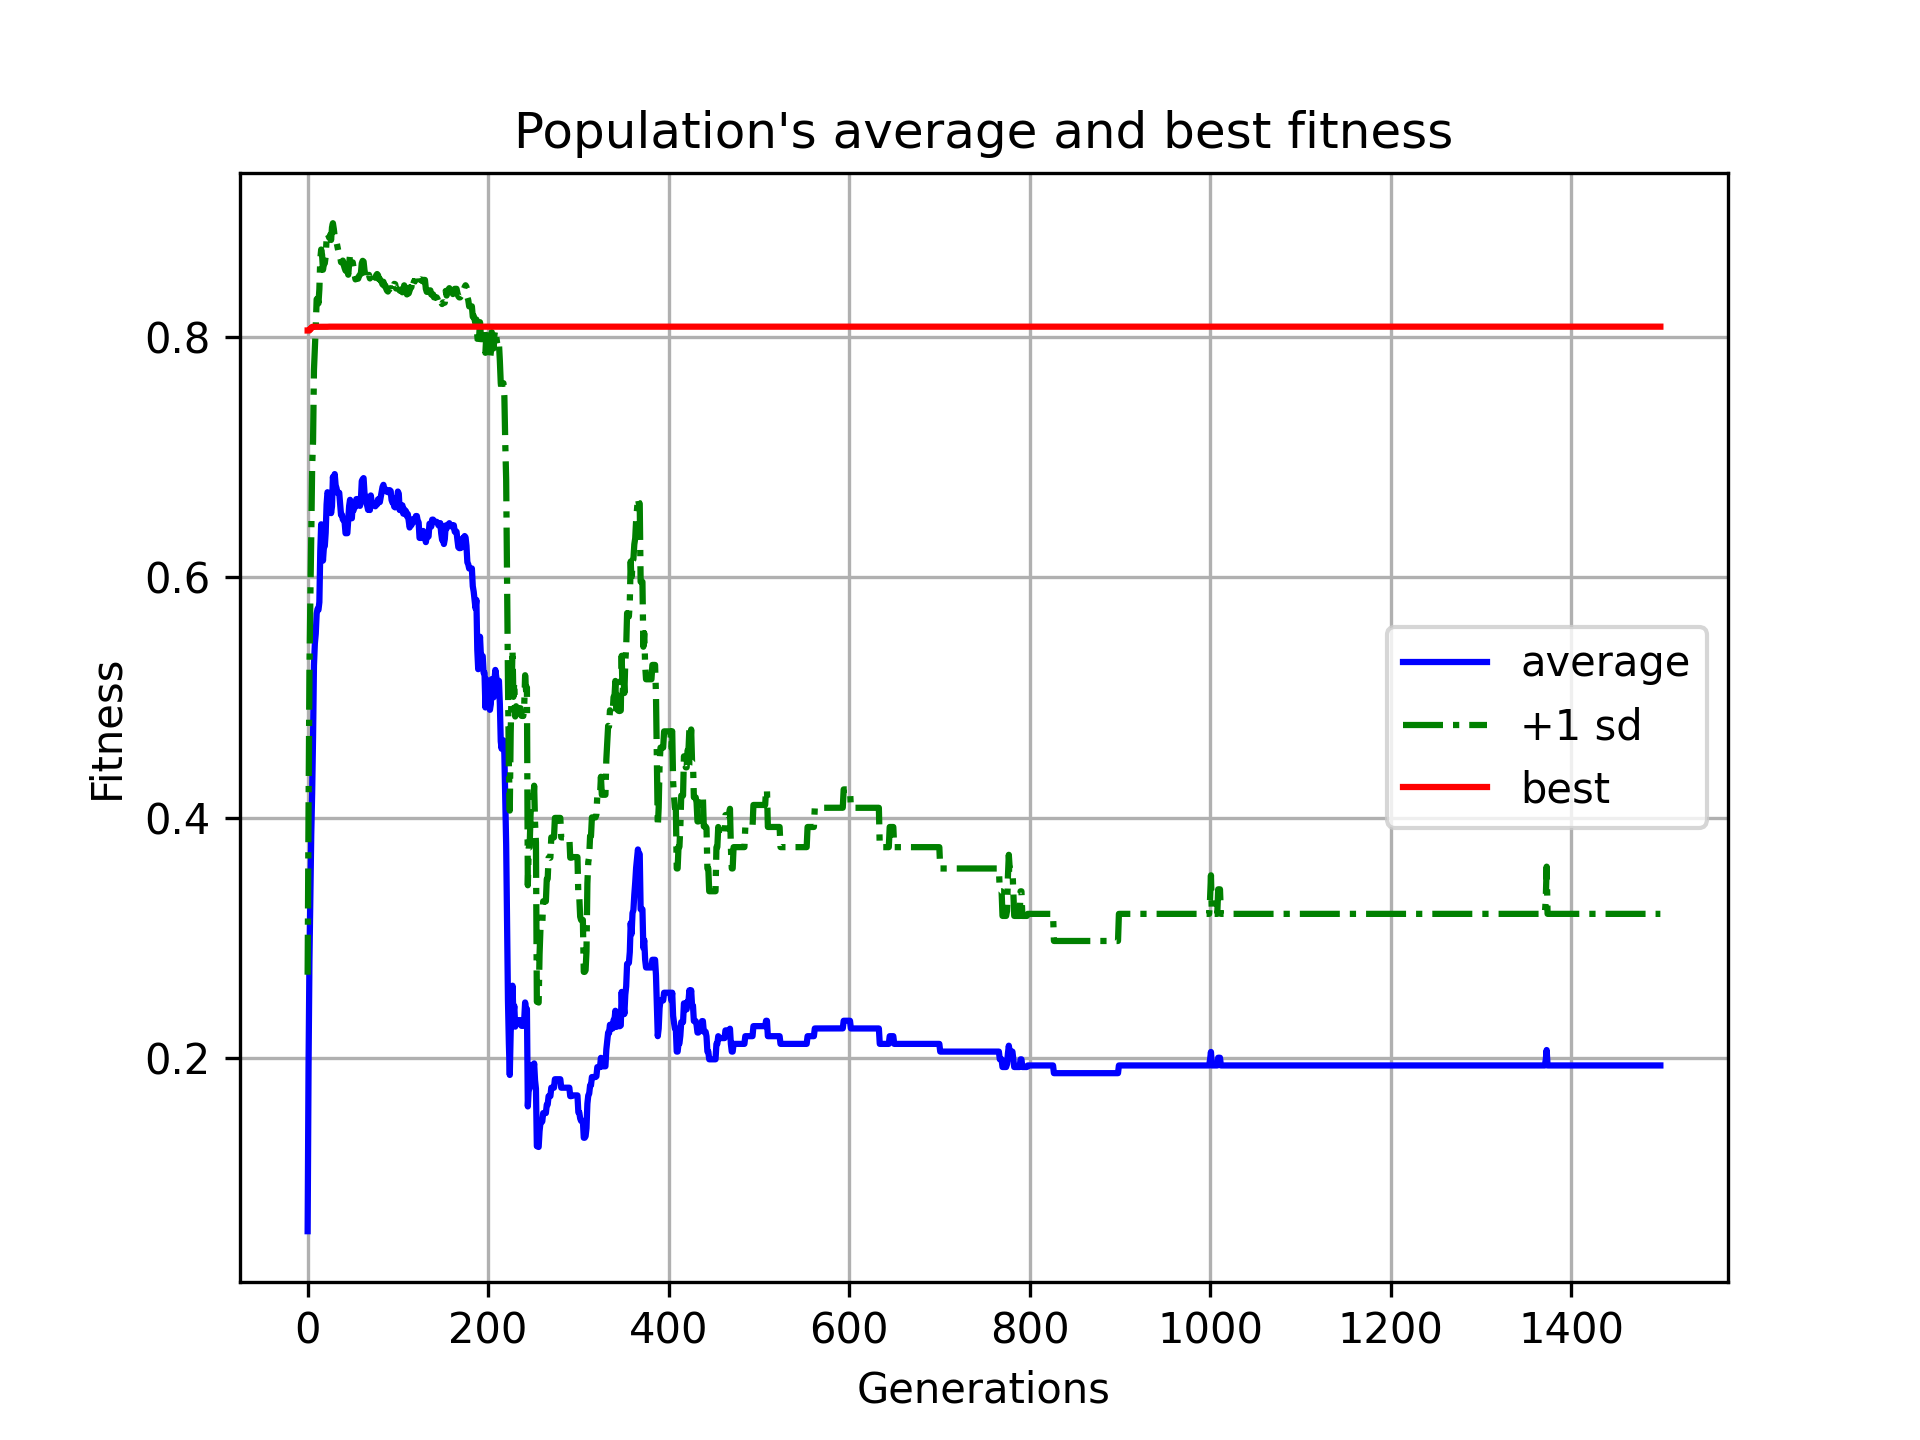 Population's average and best fitness
Fitness
0.8
0.6
0.4
0.2
average
+1 sd
best
0 200 400 600 800 1000 1200 1400
Generations